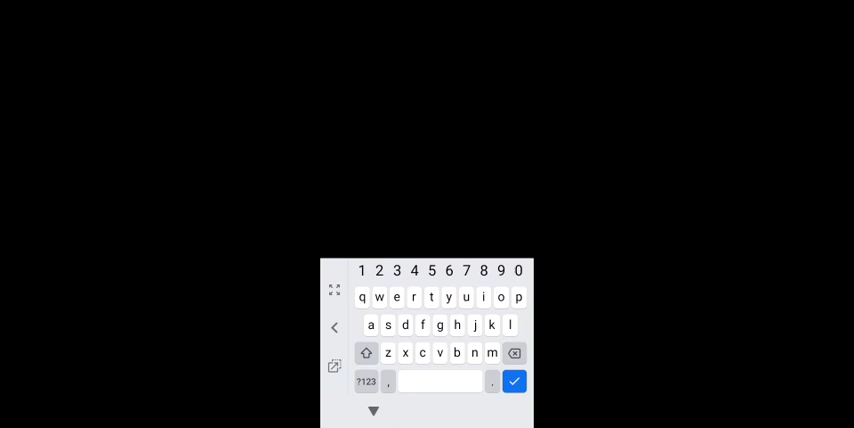 1 2 3 4 5 6 7 8 9 0
q w e r t y u i o p
a s d f g h j k l
z x c v b n m
?123 , .